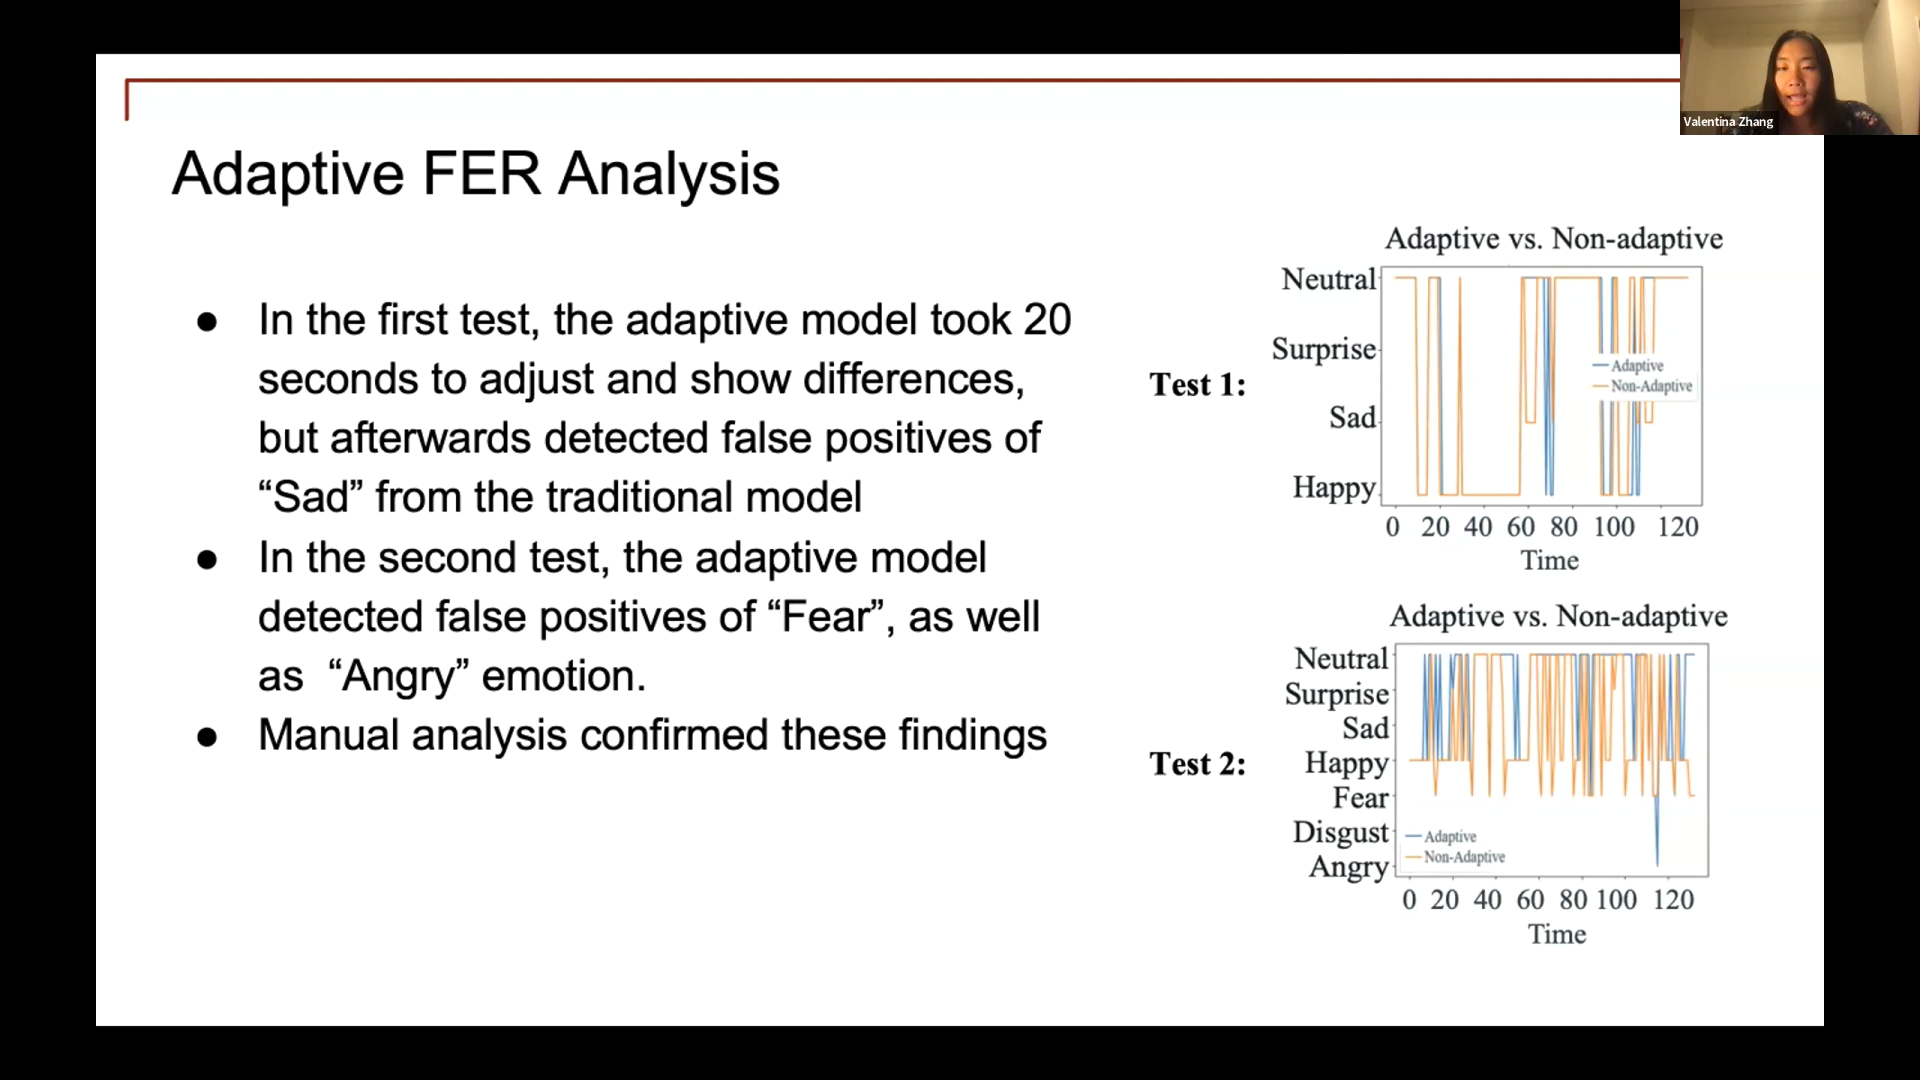 Valentina Zhang
Adaptive FER Analysis
● In the first test, the adaptive model took 20
seconds to adjust and show differences,
but afterwards detected false positives of
“Sad” from the traditional model
● In the second test, the adaptive model
detected false positives of “Fear”, as well
as “Angry” emotion.
● Manual analysis confirmed these findings
Test 1:
Adaptive vs. Non-adaptive
Neutral
Surprise
Sad
Happy
Adaptive
Non-Adaptive
0 20 40 60 80 100 120
Time
Test 2:
Adaptive vs. Non-adaptive
Neutral
Surprise
Sad
Happy
Fear
Disgust
Angry
Adaptive
Non-Adaptive
0 20 40 60 80 100 120
Time